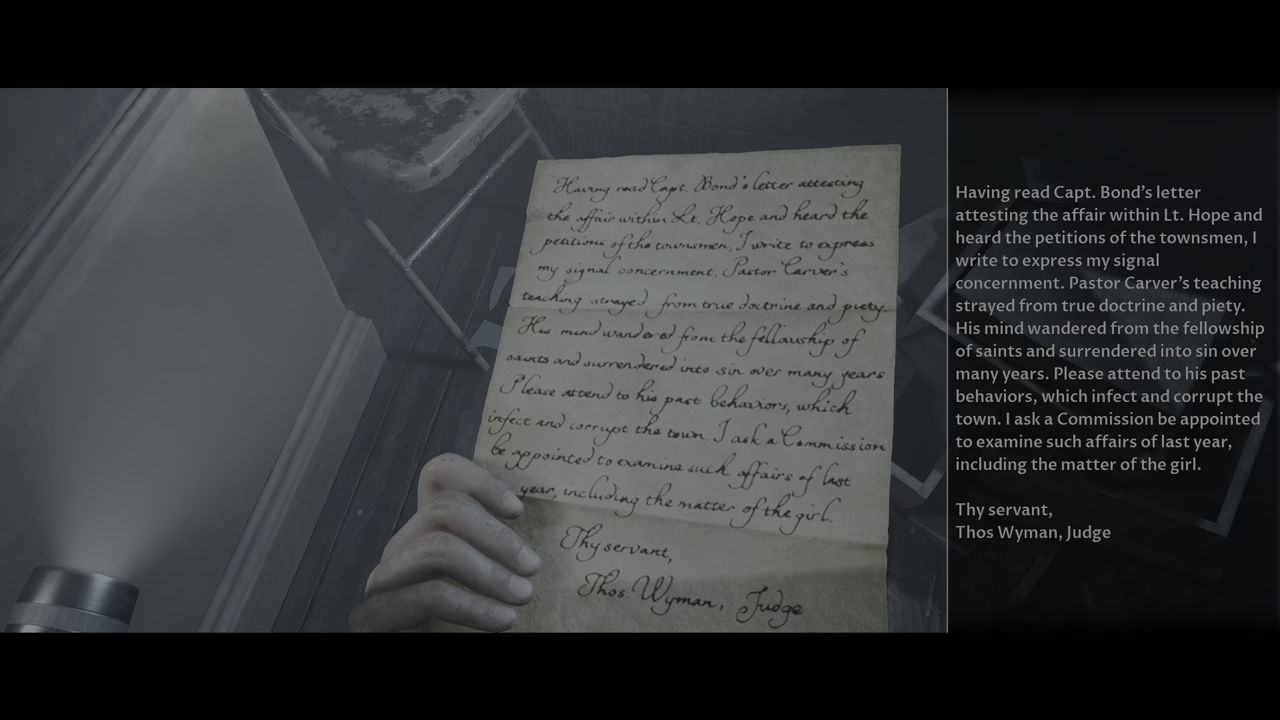 Having read Capt. Bond's letter attesting
the affair within Lt. Hope and heard the
petitions of the townsmen, I write to express
my signal concernment. Pastor Carver's
teaching strayed from true doctrine and piety.
His mind wandered from the fellowship of
saints and surrendered into sin over many years.
Please attend to his past behaviors, which
infect and corrupt the town. I ask a Commission
be appointed to examine such affairs of last
year, including the matter of the girl.
Thy servant,
Thos. Wyman, Judge
Having read Capt. Bond's letter
attesting the affair within Lt. Hope and
heard the petitions of the townsmen, I
write to express my signal
concernment. Pastor Carver's teaching
strayed from true doctrine and piety.
His mind wandered from the fellowship
of saints and surrendered into sin over
many years. Please attend to his past
behaviors, which infect and corrupt the
town. I ask a Commission be appointed
to examine such affairs of last year,
including the matter of the girl.
Thy servant,
Thos Wyman, Judge